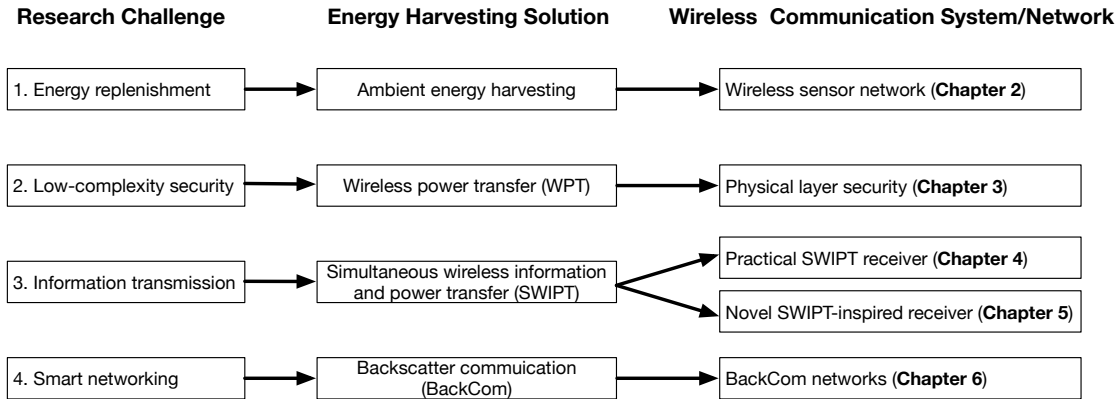 Research Challenge
Energy Harvesting Solution
Wireless Communication System/Network
1. Energy replenishment
Ambient energy harvesting
Wireless sensor network (Chapter 2)
2. Low-complexity security
Wireless power transfer (WPT)
Physical layer security (Chapter 3)
3. Information transmission
Simultaneous wireless information
and power transfer (SWIPT)
Practical SWIPT receiver (Chapter 4)
Novel SWIPT-inspired receiver (Chapter 5)
4. Smart networking
Backscatter commuication
(BackCom)
BackCom networks (Chapter 6)